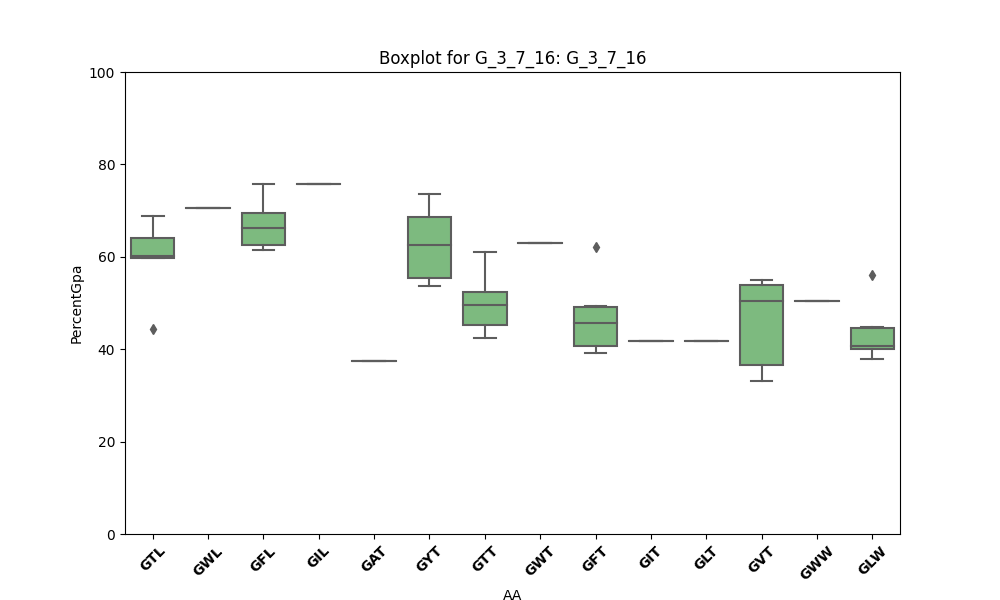 Boxplot for G_3_7_16: G_3_7_16
PercentGpa
100
80
60
40
20
0
GTL GWL GFL GIL GAT GYT GTT GWT GFT GIT GLT GVT GWW GLW
AA